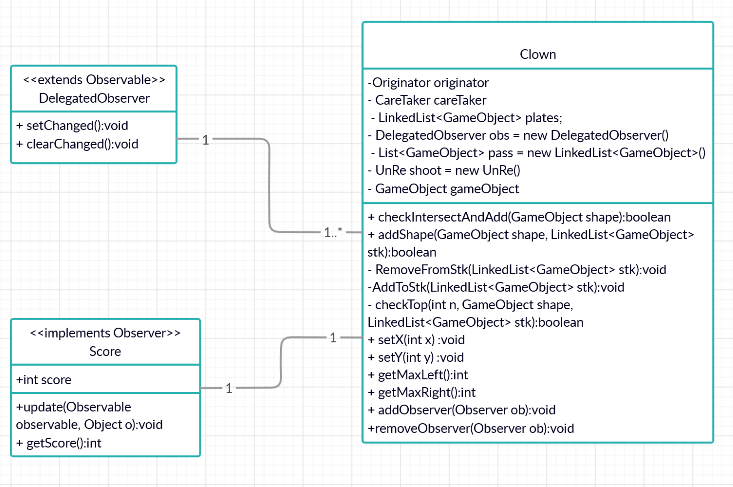 <<extends Observable>>
DelegatedObserver
+ setChanged():void
+ clearChanged():void
1
1..*
<<implements Observer>>
Score
+int score
+update(Observable
observable, Object o):void
+ getScore():int
1
1
Clown
-Originator originator
- CareTaker careTaker
- LinkedList<GameObject> plates;
- DelegatedObserver obs = new DelegatedObserver()
- List<GameObject> pass = new LinkedList<GameObject>()
- UnRe shoot = new UnRe()
- GameObject gameObject
+ checkIntersectAndAdd(GameObject shape):boolean
+ addShape(GameObject shape, LinkedList<GameObject>
stk):boolean
- RemoveFromStk(LinkedList<GameObject> stk):void
-AddToStk(LinkedList<GameObject> stk):void
- checkTop(int n, GameObject shape,
LinkedList<GameObject> stk):boolean
+ setX(int x) :void
+ setY(int y) :void
+ getMaxLeft():int
+ getMaxRight():int
+ addObserver(Observer ob):void
+removeObserver(Observer ob):void